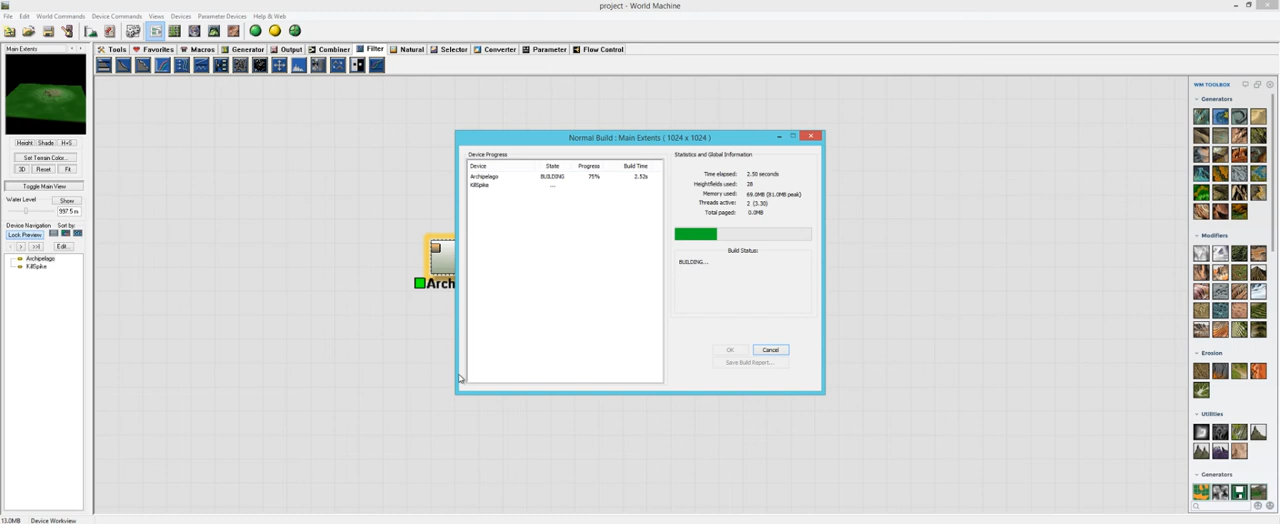 project - World Machine
File Edit World Commands Device Commands Views Devices Parameter Devices Help & Web
Main Extents
Tools Favorites Macros Generator Output Combiner Filter Natural Selector Converter Parameter Flow Control
Height Shade H+S
Set Terrain Color...
3D Reset Fit
Toggle Main View
Water Level Show
997.5 m
Device Navigation Sort by:
Lock Preview
Edit...
Archipelago
KillSpike
Arch
Normal Build : Main Extents ( 1024 x 1024 )
Device Progress
Device State Progress Build Time
Archipelago BUILDING 75% 2.52s
KillSpike ...
Statistics and Global Information
Time elapsed: 2.50 seconds
Heightfields used: 28
Memory used: 69.0MB (81.0MB peak)
Threads active: 2 (3.30)
Total paged: 0.0MB
Build Status:
BUILDING...
OK Cancel
Save Build Report...
WM TOOLBOX
Generators
Modifiers
Erosion
Utilities
Generators
13.0MB Device Workview